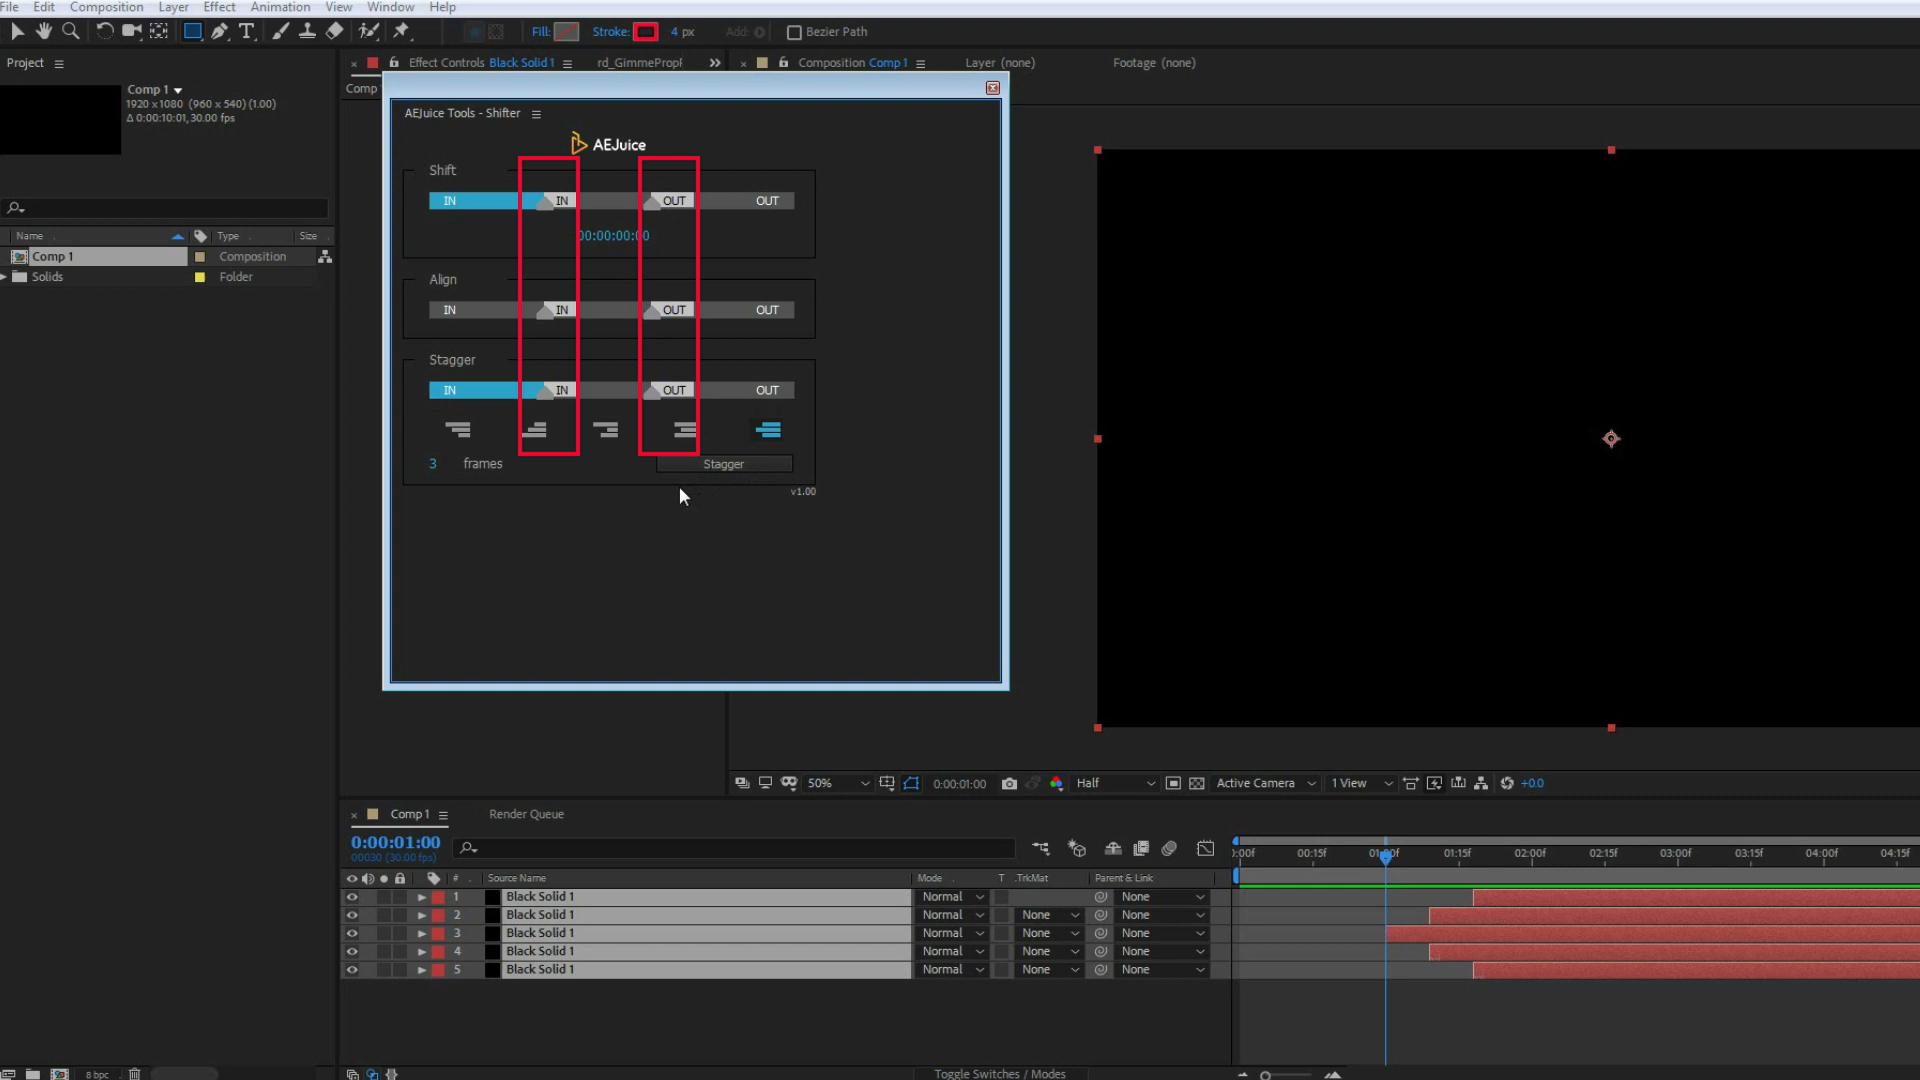 File Edit Composition Layer Effect Animation View Window Help
Fill: Stroke: 4 px Add: Bezier Path
Project
Effect Controls Black Solid 1
Composition Comp 1
Layer (none)
Footage (none)
Comp
Comp 1
1920 x 1080 (960 x 540) (1.00)
Δ 0:00:10:01, 30.00 fps
AEJuice Tools - Shifter
AEJuice
Shift
IN IN OUT OUT
00:00:00:00
Name Type Size
Comp 1 Composition
Solids Folder
Align
IN IN OUT OUT
Stagger
IN IN OUT OUT
3 frames Stagger
v1.00
50% 0:00:01:00 Half Active Camera 1 View +0.0
Comp 1 Render Queue
0:00:01:00
00030 (30.00 fps)
:00f 00:15f 01:00f 01:15f 02:00f 02:15f 03:00f 03:15f 04:00f 04:15f
# Source Name Mode T .TrkMat Parent & Link
1 Black Solid 1 Normal None
2 Black Solid 1 Normal None None
3 Black Solid 1 Normal None None
4 Black Solid 1 Normal None None
5 Black Solid 1 Normal None None
8 bpc Toggle Switches / Modes